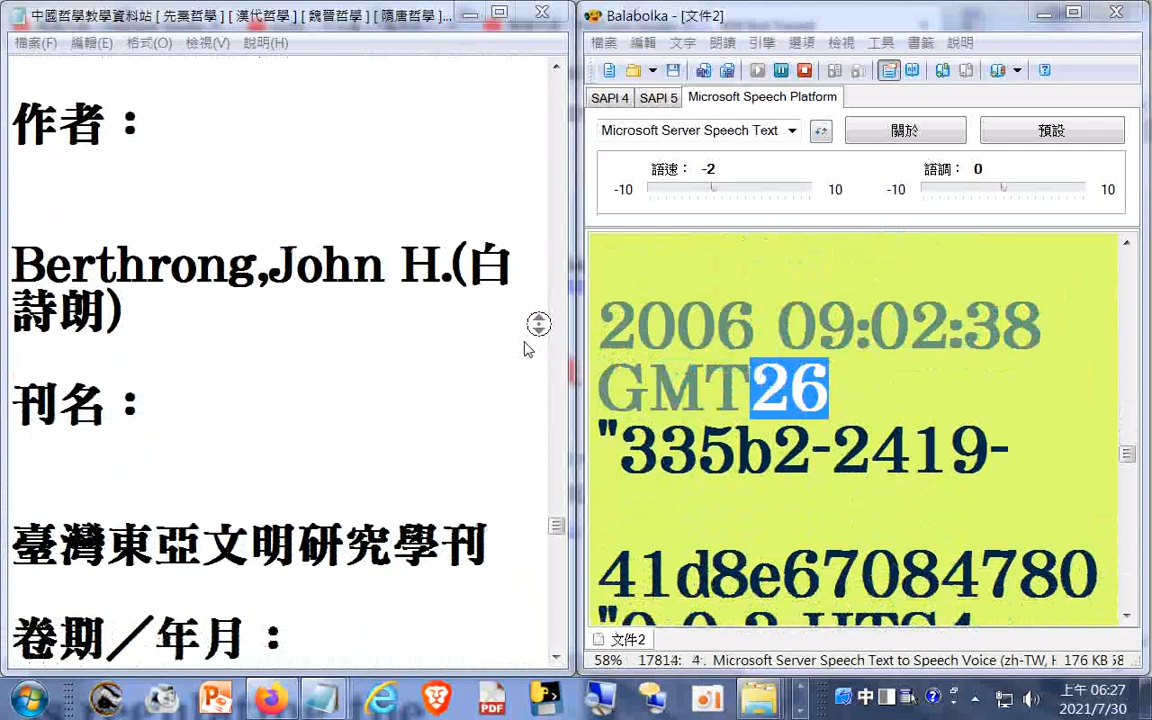 中國哲學教學資料站 [ 先秦哲學 ] [ 漢代哲學 ] [ 魏晉哲學 ] [ 隋唐哲學 ]...
檔案(F) 編輯(E) 格式(O) 檢視(V) 說明(H)
作者：
Berthrong,John H.(白
詩朗)
刊名：
臺灣東亞文明研究學刊
卷期／年月：
Balabolka - [文件2]
檔案 編輯 文字 朗讀 引擎 選項 檢視 工具 書籤 說明
SAPI 4 SAPI 5 Microsoft Speech Platform
Microsoft Server Speech Text 關於 預設
語速： -2 語調： 0
-10 10 -10 10
2006 09:02:38
GMT26
"335b2-2419-
41d8e67084780
文件2
58% 17814: Microsoft Server Speech Text to Speech Voice (zh-TW, 176 KB
中
上午 06:27
2021/7/30